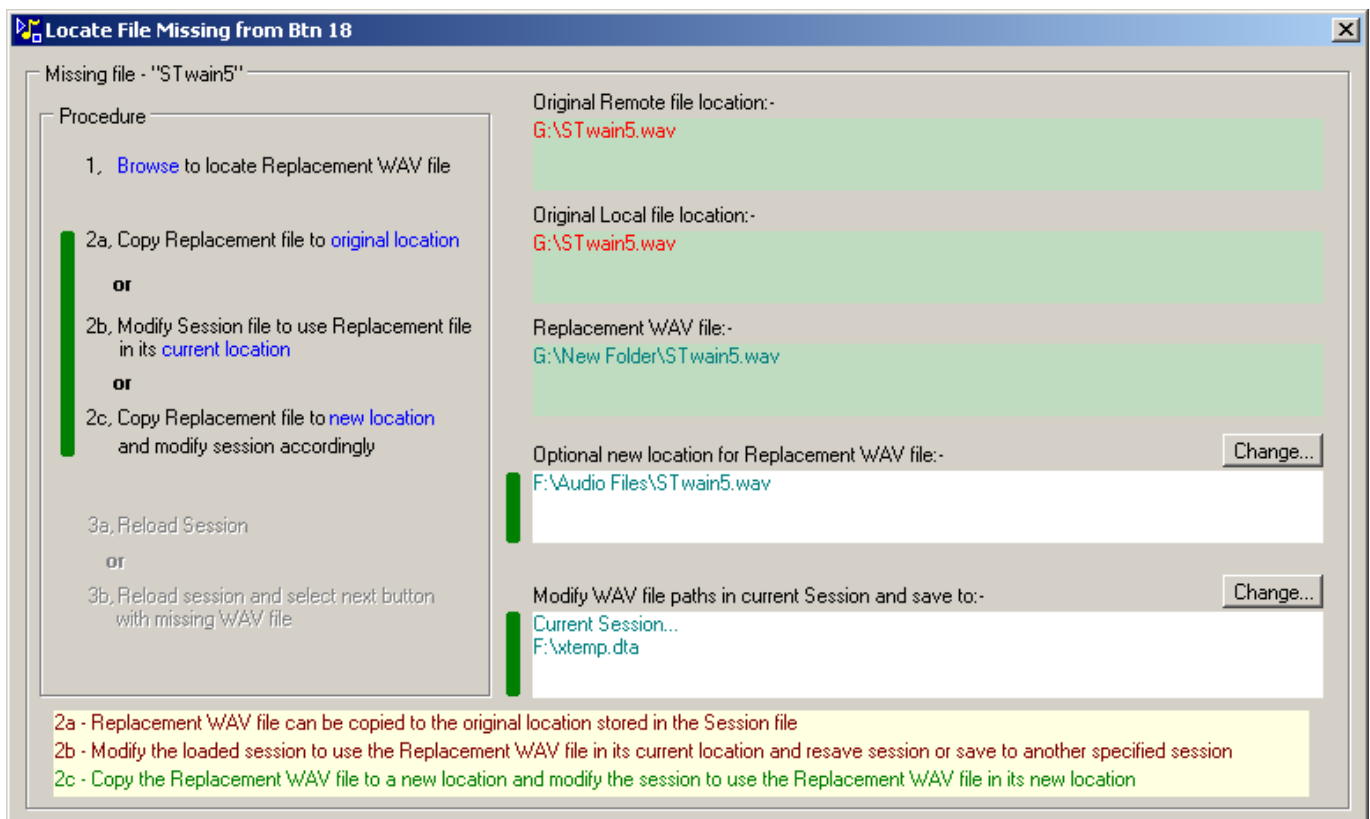 Locate File Missing from Btn 18
Missing file - "STwain5"
Procedure
1, Browse to locate Replacement WAV file
2a, Copy Replacement file to original location
or
2b, Modify Session file to use Replacement file
in its current location
or
2c, Copy Replacement file to new location
and modify session accordingly
3a, Reload Session
or
3b, Reload session and select next button
with missing WAV file
Original Remote file location:-
G:\STwain5.wav
Original Local file location:-
G:\STwain5.wav
Replacement WAV file:-
G:\New Folder\STwain5.wav
Optional new location for Replacement WAV file:-
Change...
F:\Audio Files\STwain5.wav
Modify WAV file paths in current Session and save to:-
Change...
Current Session...
F:\xtemp.dta
2a - Replacement WAV file can be copied to the original location stored in the Session file
2b - Modify the loaded session to use the Replacement WAV file in its current location and resave session or save to another specified session
2c - Copy the Replacement WAV file to a new location and modify the session to use the Replacement WAV file in its new location